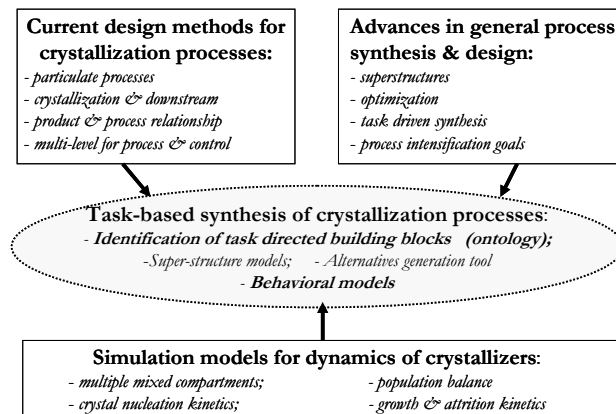 Current design methods for
crystallization processes:
- particulate processes
- crystallization & downstream
- product & process relationship
- multi-level for process & control
Advances in general process
synthesis & design:
- superstructures
- optimization
- task driven synthesis
- process intensification goals
Task-based synthesis of crystallization processes:
- Identification of task directed building blocks (ontology);
-Super-structure models; - Alternatives generation tool
- Behavioral models
Simulation models for dynamics of crystallizers:
- multiple mixed compartments; - population balance
- crystal nucleation kinetics; - growth & attrition kinetics